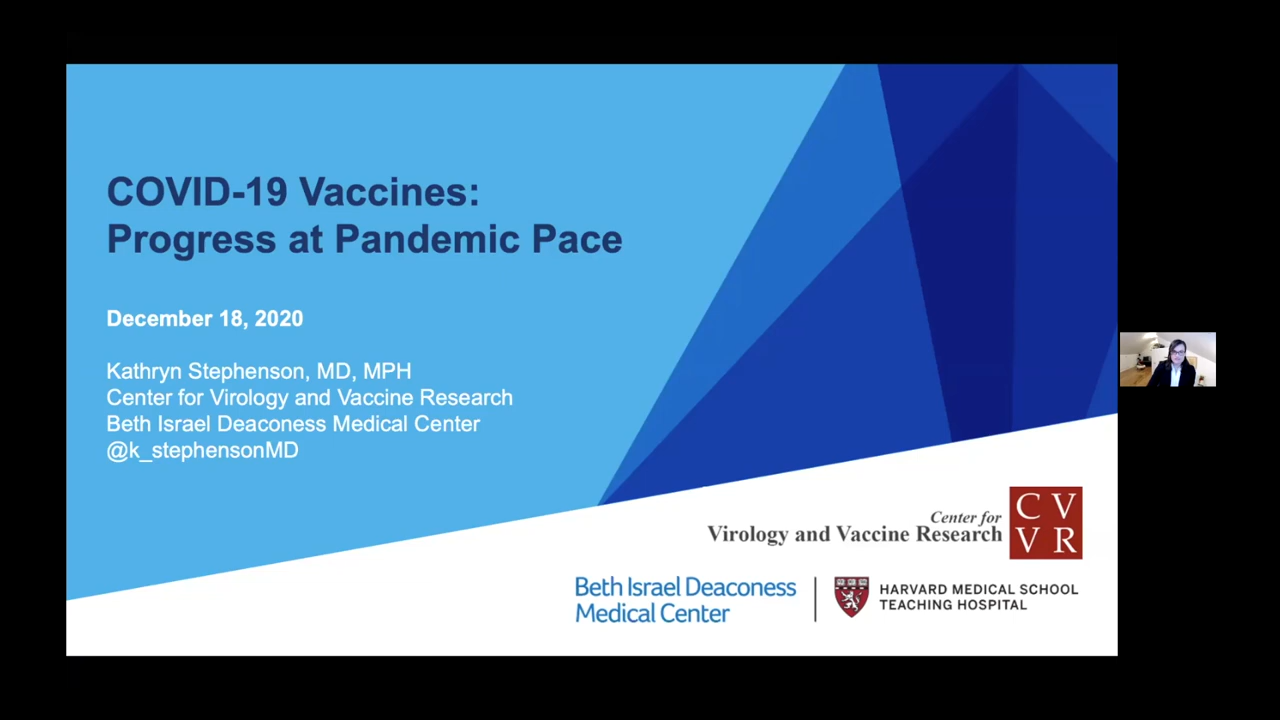 COVID-19 Vaccines:
Progress at Pandemic Pace
December 18, 2020
Kathryn Stephenson, MD, MPH
Center for Virology and Vaccine Research
Beth Israel Deaconess Medical Center
@k_stephensonMD
Center for
Virology and Vaccine Research
C V
V R
Beth Israel Deaconess
Medical Center
HARVARD MEDICAL SCHOOL
TEACHING HOSPITAL